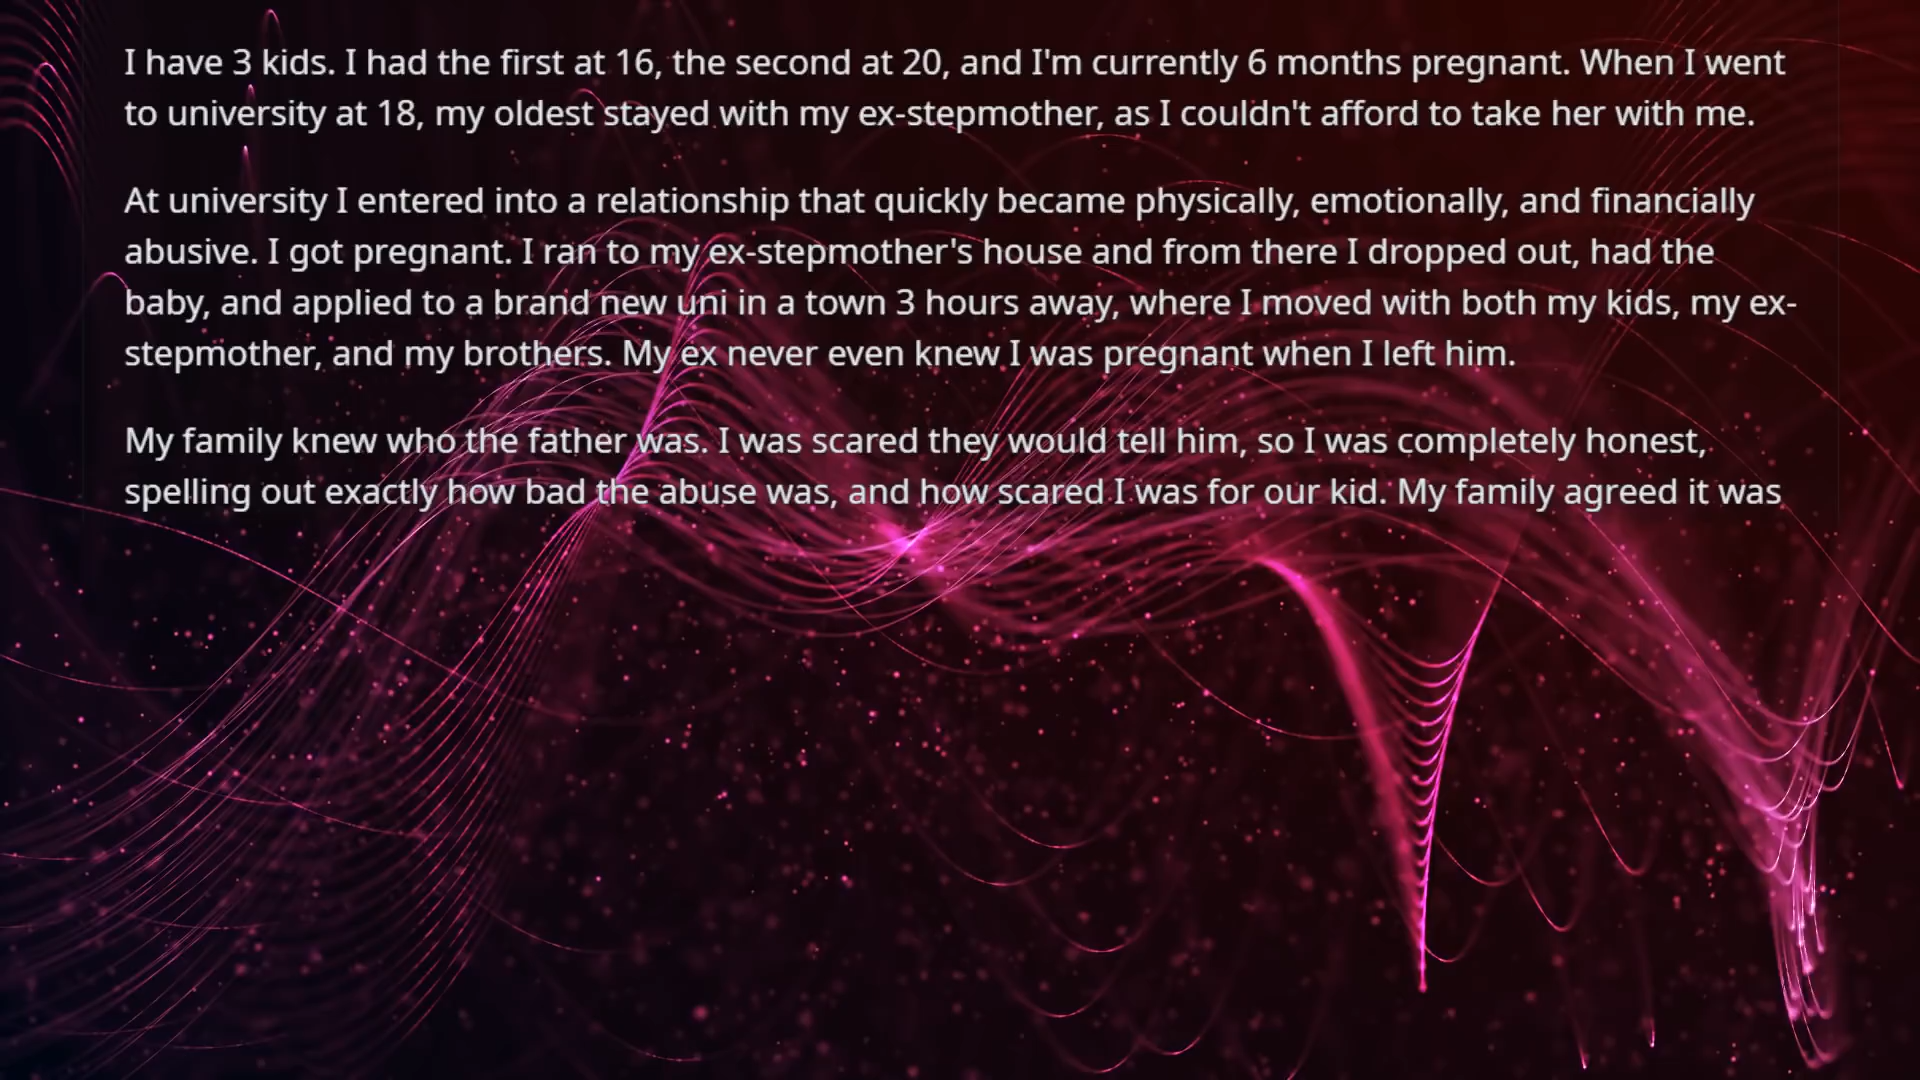 I have 3 kids. I had the first at 16, the second at 20, and I'm currently 6 months pregnant. When I went
to university at 18, my oldest stayed with my ex-stepmother, as I couldn't afford to take her with me.
At university I entered into a relationship that quickly became physically, emotionally, and financially
abusive. I got pregnant. I ran to my ex-stepmother's house and from there I dropped out, had the
baby, and applied to a brand new uni in a town 3 hours away, where I moved with both my kids, my ex-
stepmother, and my brothers. My ex never even knew I was pregnant when I left him.
My family knew who the father was. I was scared they would tell him, so I was completely honest,
spelling out exactly how bad the abuse was, and how scared I was for our kid. My family agreed it was